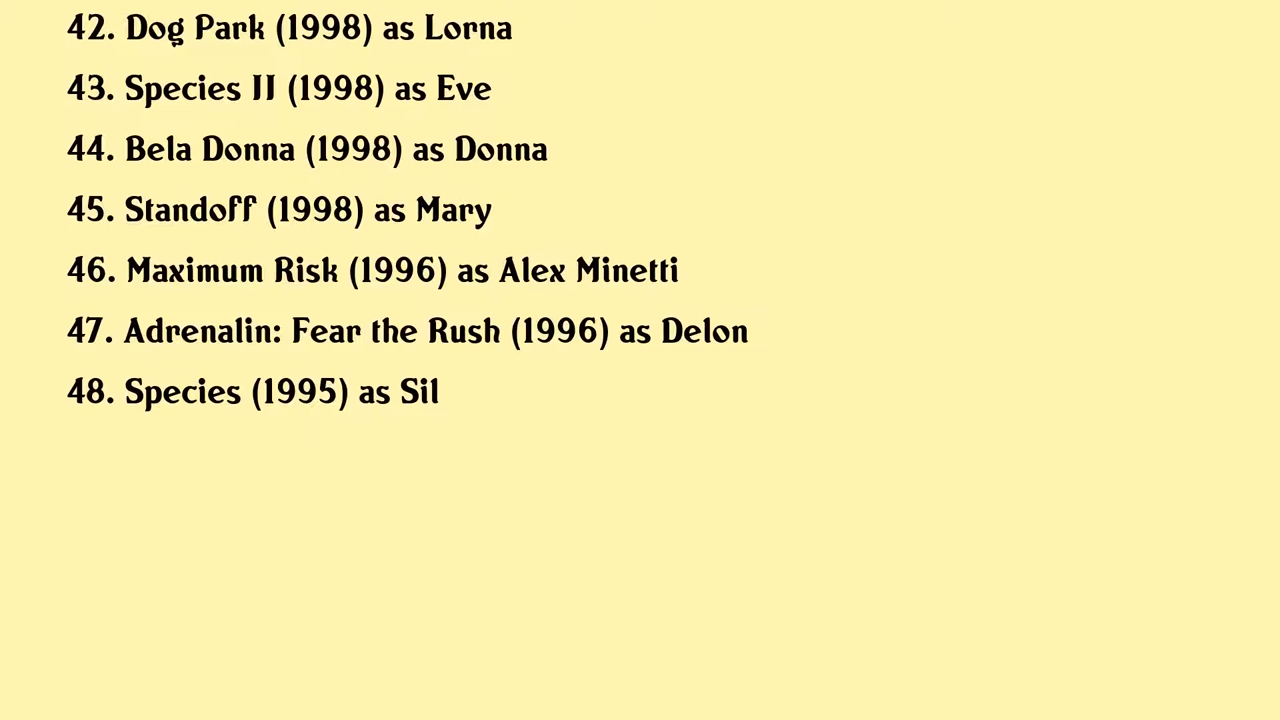 42. Dog Park (1998) as Lorna
43. Species II (1998) as Eve
44. Bela Donna (1998) as Donna
45. Standoff (1998) as Mary
46. Maximum Risk (1996) as Alex Minetti
47. Adrenalin: Fear the Rush (1996) as Delon
48. Species (1995) as Sil